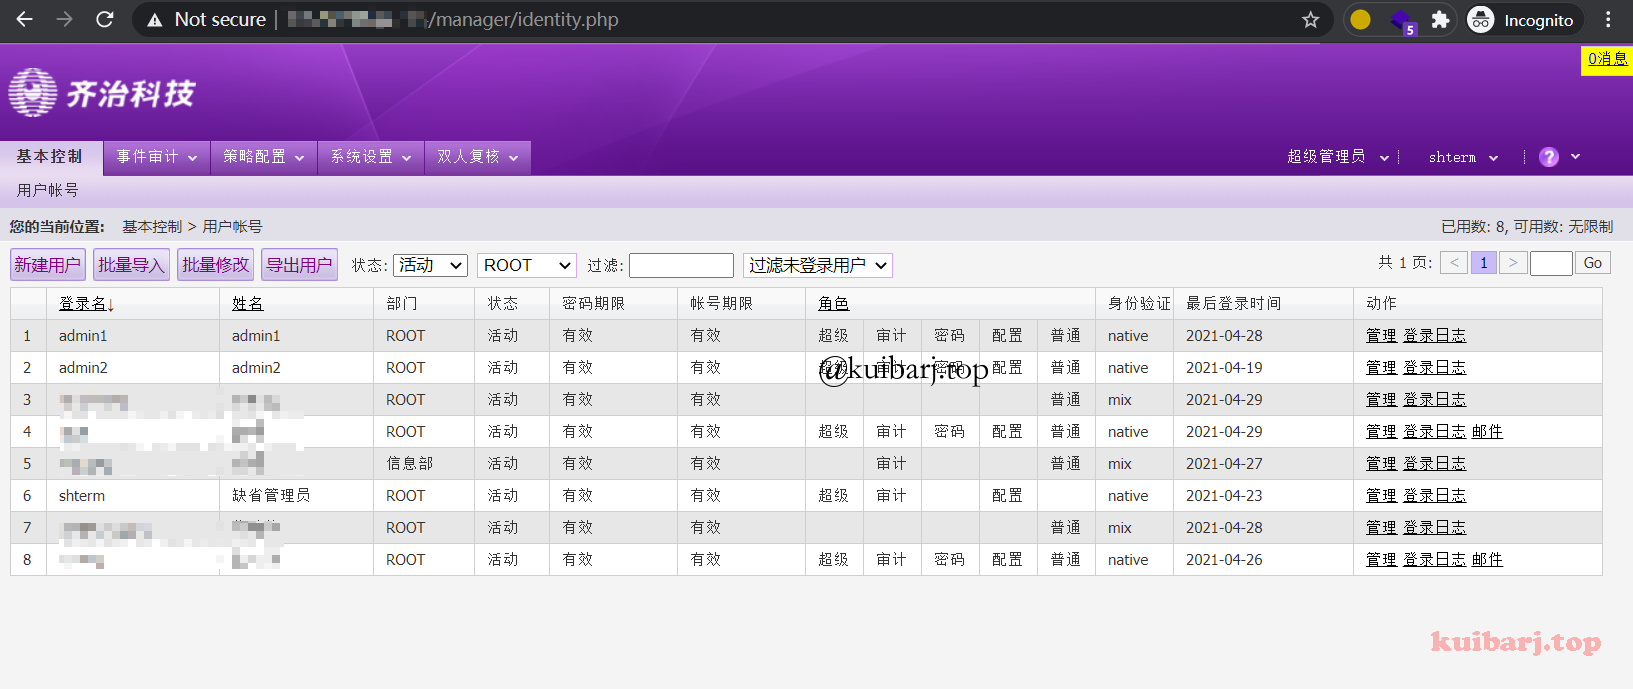 Not secure /manager/identity.php Incognito
5
0消息
齐治科技
基本控制 事件审计 策略配置 系统设置 双人复核 超级管理员 shterm ?
用户帐号
您的当前位置: 基本控制 > 用户帐号 已用数: 8, 可用数: 无限制
新建用户 批量导入 批量修改 导出用户 状态: 活动 ROOT 过滤: 过滤未登录用户 共 1 页: < 1 > Go
登录名↓ 姓名 部门 状态 密码期限 帐号期限 角色 身份验证 最后登录时间 动作
1 admin1 admin1 ROOT 活动 有效 有效 超级 审计 密码 配置 普通 native 2021-04-28 管理 登录日志
2 admin2 admin2 ROOT 活动 有效 有效 超级 审计 密码 配置 普通 native 2021-04-19 管理 登录日志
@kuibarj.top
3 ROOT 活动 有效 有效 普通 mix 2021-04-29 管理 登录日志
4 ROOT 活动 有效 有效 超级 审计 密码 配置 普通 native 2021-04-29 管理 登录日志 邮件
5 信息部 活动 有效 有效 审计 普通 mix 2021-04-27 管理 登录日志
6 shterm 缺省管理员 ROOT 活动 有效 有效 超级 审计 配置 native 2021-04-23 管理 登录日志
7 ROOT 活动 有效 有效 普通 mix 2021-04-28 管理 登录日志
8 ROOT 活动 有效 有效 超级 审计 密码 配置 普通 native 2021-04-26 管理 登录日志 邮件
kuibarj.top